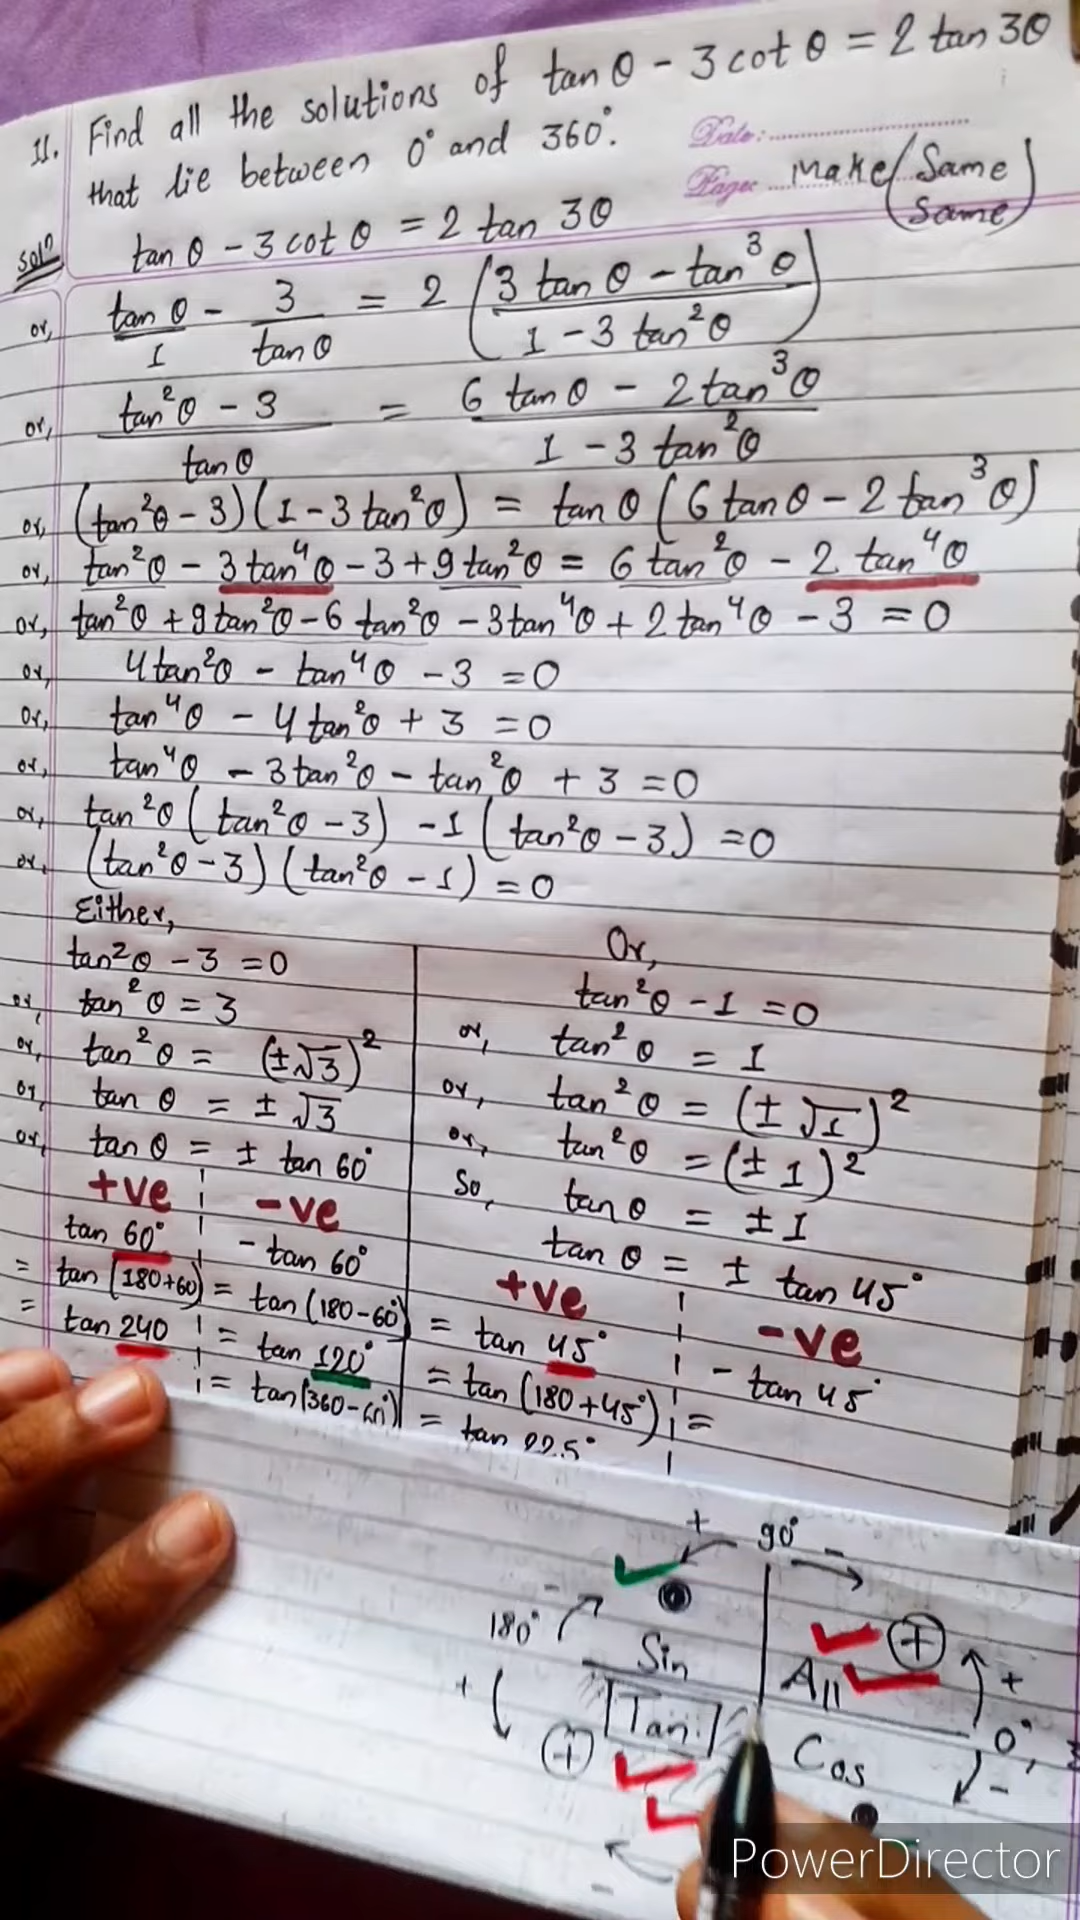 11. Find all the solutions of tan θ - 3 cot θ = 2 tan 3θ
that lie between 0° and 360°.
Date:
Page: Make (Same
Same)
Solⁿ
tan θ - 3 cot θ = 2 tan 3θ
or, tan θ/1 - 3/tan θ = 2 (3 tan θ - tan³θ / 1 - 3 tan²θ)
or, tan²θ - 3 / tan θ = 6 tan θ - 2 tan³θ / 1 - 3 tan²θ
or, (tan²θ - 3)(1 - 3 tan²θ) = tan θ (6 tan θ - 2 tan³θ)
or, tan²θ - 3 tan⁴θ - 3 + 9 tan²θ = 6 tan²θ - 2 tan⁴θ
or, tan²θ + 9 tan²θ - 6 tan²θ - 3 tan⁴θ + 2 tan⁴θ - 3 = 0
or, 4 tan²θ - tan⁴θ - 3 = 0
or, tan⁴θ - 4 tan²θ + 3 = 0
or, tan⁴θ - 3 tan²θ - tan²θ + 3 = 0
or, tan²θ (tan²θ - 3) - 1 (tan²θ - 3) = 0
or, (tan²θ - 3) (tan²θ - 1) = 0
Either,
tan²θ - 3 = 0
or, tan²θ = 3
or, tan²θ = (±√3)²
or, tan θ = ± √3
or, tan θ = ± tan 60°
+ve
tan 60°
= tan (180+60)
= tan 240
-ve
- tan 60°
= tan (180-60°)
= tan 120°
= tan (360-60°)
Or,
tan²θ - 1 = 0
or, tan²θ = 1
or, tan²θ = (± √1)²
or, tan²θ = (± 1)²
So, tan θ = ± 1
tan θ = ± tan 45°
+ve
= tan 45°
= tan (180+45°)
= tan 225°
-ve
- tan 45°
=
+ 90° -
180° -
Sin
All +
+
+
Tan
+
Cos
0°,
-
-
PowerDirector